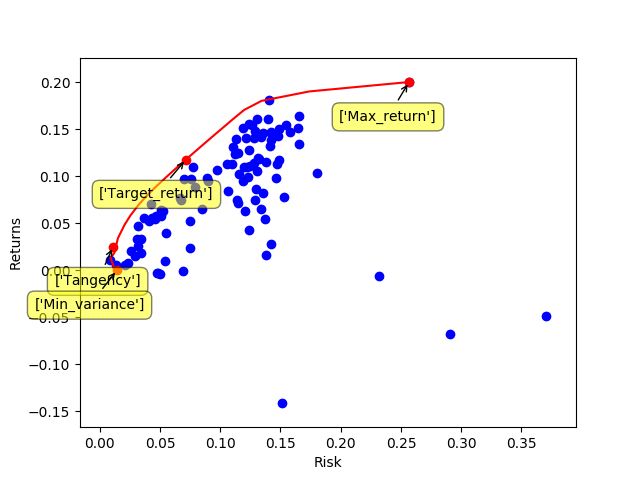 0.20
0.15
0.10
0.05
0.00
−0.05
−0.10
−0.15
Returns
['Max_return']
['Target_return']
['Tangency']
['Min_variance']
0.00 0.05 0.10 0.15 0.20 0.25 0.30 0.35
Risk